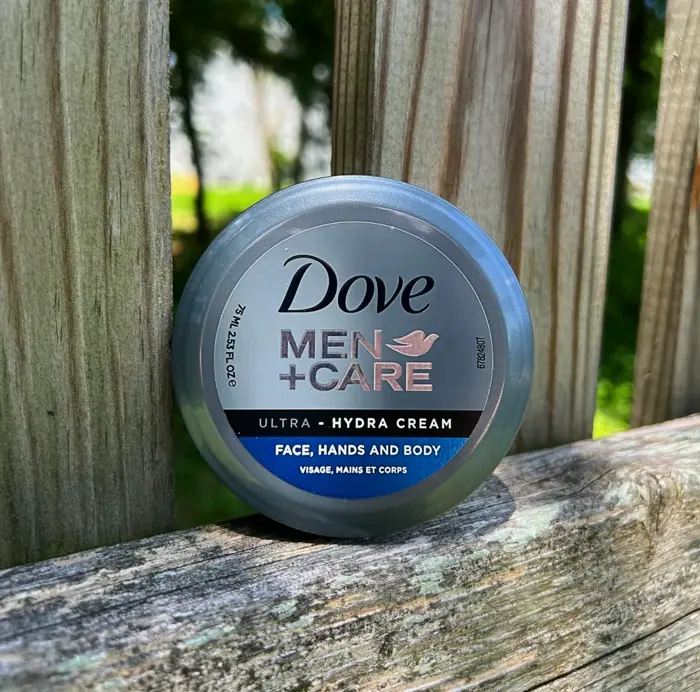 Dove
MEN
+CARE
ULTRA - HYDRA CREAM
FACE, HANDS AND BODY
VISAGE, MAINS ET CORPS
75 ML 2.53 FL OZ e
67824807